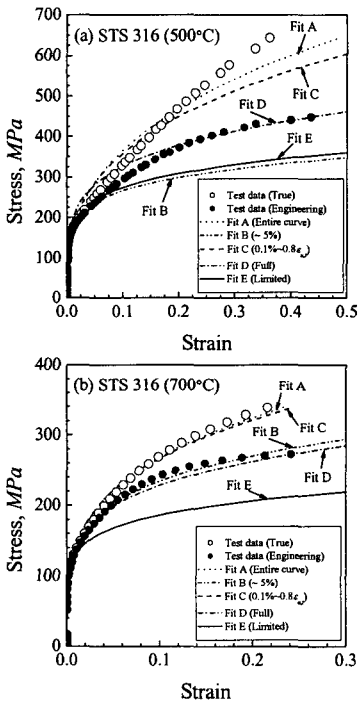 700
(a) STS 316 (500°C)
Fit A
600
500
Fit C
Fit D
400
Fit E
300
Fit B
200
100
0
Stress, MPa
Test data (True)
Test data (Engineering)
Fit A (Entire curve)
Fit B (~ 5%)
Fit C (0.1%~0.8εu)
Fit D (Full)
Fit E (Limited)
0.0 0.1 0.2 0.3 0.4 0.5
Strain
400
(b) STS 316 (700°C)
Fit A
Fit C
300
Fit B
Fit D
200
Fit E
100
0
Stress, MPa
Test data (True)
Test data (Engineering)
Fit A (Entire curve)
Fit B (~ 5%)
Fit C (0.1%~0.8εu)
Fit D (Full)
Fit E (Limited)
0.0 0.1 0.2 0.3
Strain